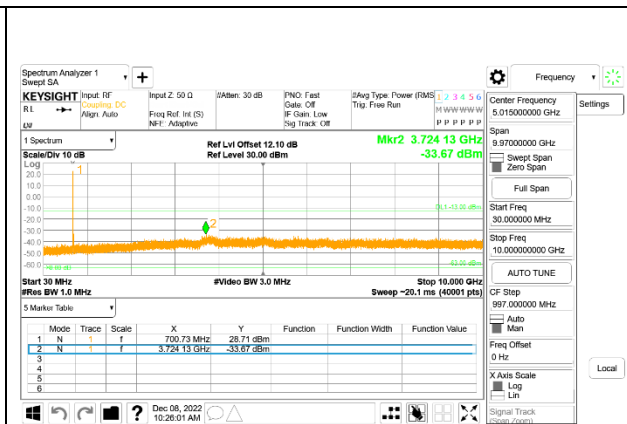 Spectrum Analyzer 1
Swept SA
+
KEYSIGHT
RL
Input: RF
Coupling: DC
Align: Auto
Input Z: 50 Ω
Freq Ref: Int (S)
NFE: Adaptive
#Atten: 30 dB
PNO: Fast
Gate: Off
IF Gain: Low
Sig Track: Off
#Avg Type: Power (RMS
Trig: Free Run
1 2 3 4 5 6
M W W W W W
P P P P P P
1 Spectrum
Scale/Div 10 dB
Log
Ref Lvl Offset 12.10 dB
Ref Level 30.00 dBm
Mkr2 3.724 13 GHz
-33.67 dBm
1
20.0
10.0
0.00
-10.0
DL1 -13.00 dBm
-20.0
2
-30.0
-40.0
-50.0
-60.0
Start 30 MHz
#Res BW 1.0 MHz
#Video BW 3.0 MHz
Stop 10.000 GHz
Sweep ~20.1 ms (40001 pts)
5 Marker Table
Mode Trace Scale X Y Function Function Width Function Value
1 N 1 f 700.73 MHz 28.71 dBm
2 N 1 f 3.724 13 GHz -33.67 dBm
3
4
5
6
?
Dec 08, 2022
10:26:01 AM
Frequency
Settings
Center Frequency
5.015000000 GHz
Span
9.97000000 GHz
Swept Span
Zero Span
Full Span
Start Freq
30.000000 MHz
Stop Freq
10.000000000 GHz
AUTO TUNE
CF Step
997.000000 MHz
Auto
Man
Freq Offset
0 Hz
X Axis Scale
Log
Lin
Signal Track
(Span Zoom)
Local